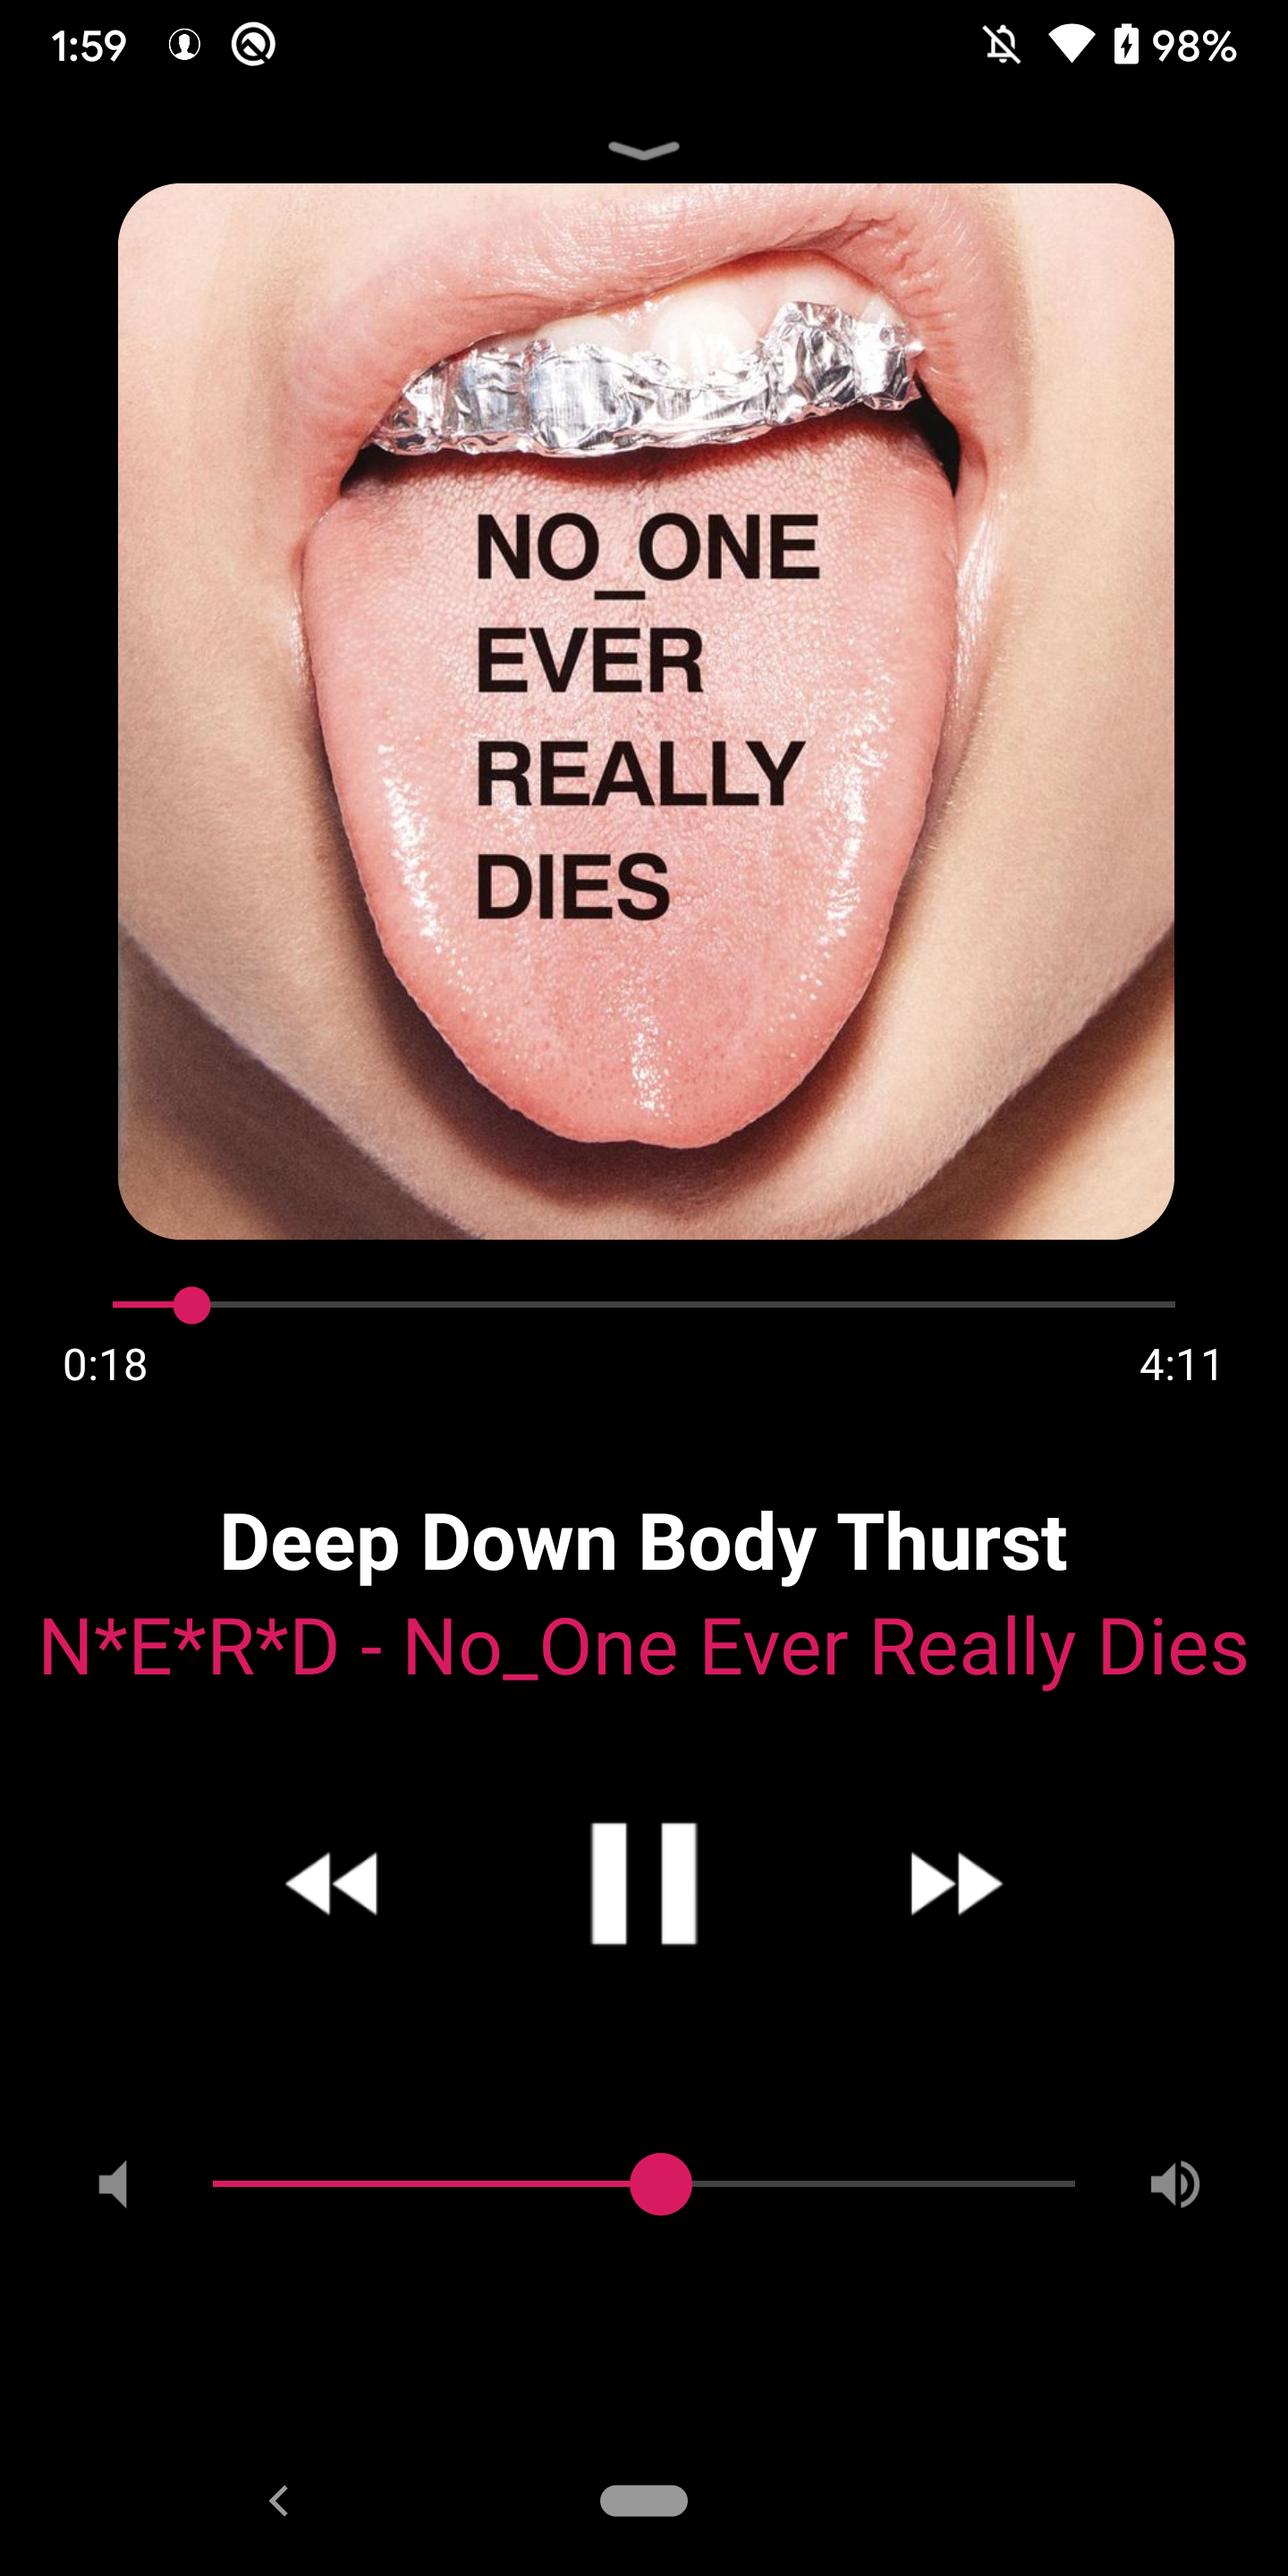 1:59
98%
NO_ONE
EVER
REALLY
DIES
0:18
4:11
Deep Down Body Thurst
N*E*R*D - No_One Ever Really Dies